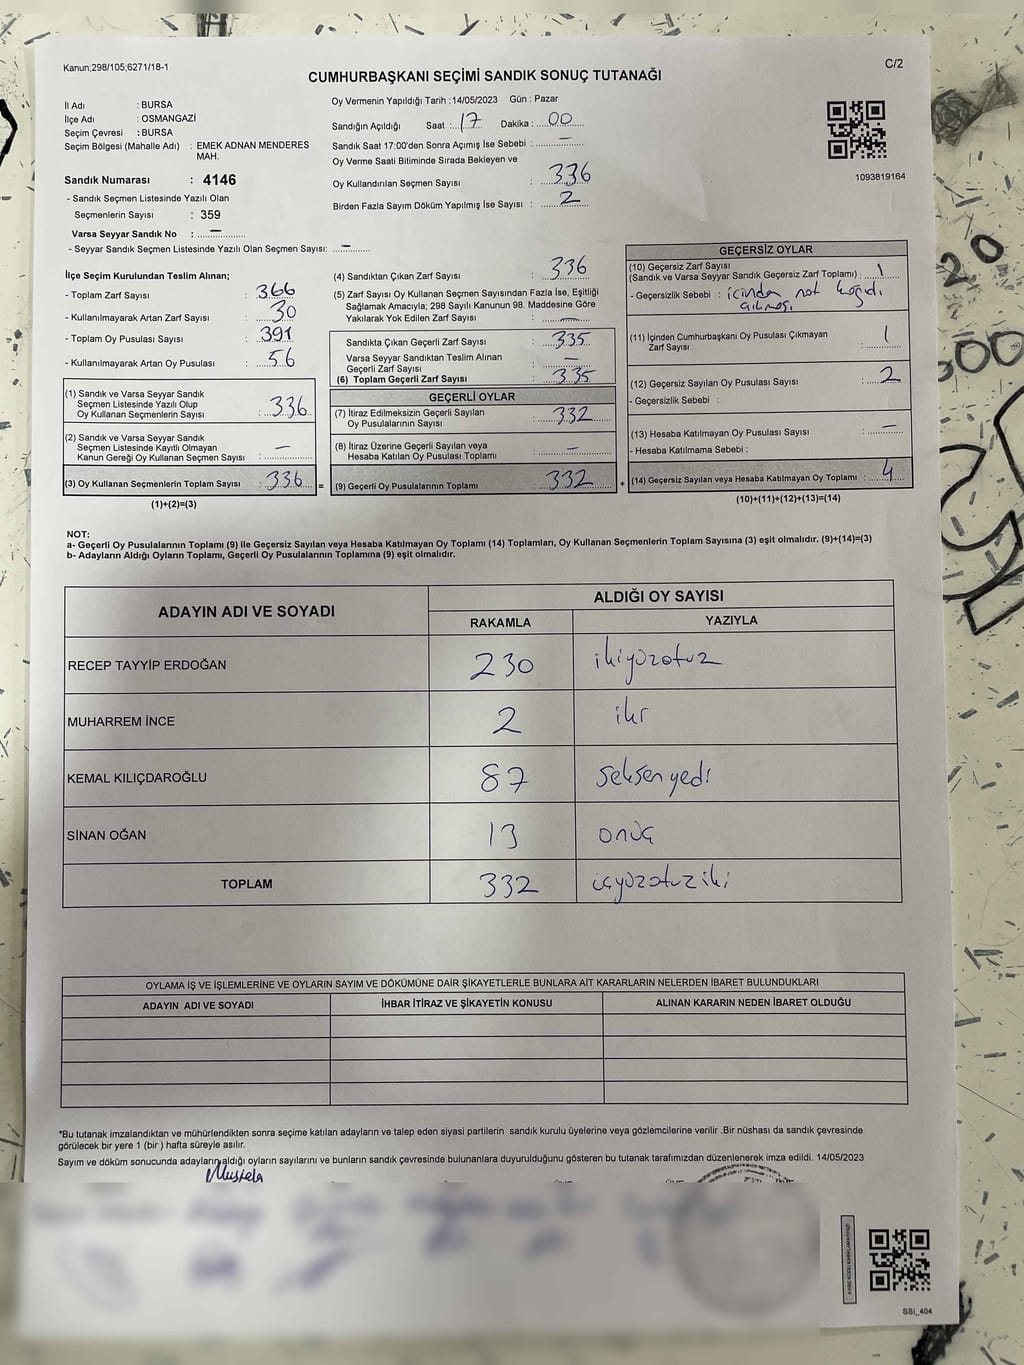 Kanun;298/105;6271/18-1
C/2
CUMHURBAŞKANI SEÇİMİ SANDIK SONUÇ TUTANAĞI
İl Adı : BURSA
İlçe Adı : OSMANGAZİ
Seçim Çevresi : BURSA
Seçim Bölgesi (Mahalle Adı) : EMEK ADNAN MENDERES
MAH.
Sandık Numarası : 4146
- Sandık Seçmen Listesinde Yazılı Olan
Seçmenlerin Sayısı : 359
Varsa Seyyar Sandık No : –
- Seyyar Sandık Seçmen Listesinde Yazılı Olan Seçmen Sayısı: –
Oy Vermenin Yapıldığı Tarih : 14/05/2023 Gün : Pazar
Sandığın Açıldığı Saat : 17 Dakika : 00
Sandık Saat 17:00'den Sonra Açımış İse Sebebi : –
Oy Verme Saati Bitiminde Sırada Bekleyen ve
Oy Kullandırılan Seçmen Sayısı : 336
Birden Fazla Sayım Döküm Yapılmış İse Sayısı : 2
1093819164
İlçe Seçim Kurulundan Teslim Alınan;
- Toplam Zarf Sayısı : 366
- Kullanılmayarak Artan Zarf Sayısı : 30
- Toplam Oy Pusulası Sayısı : 391
- Kullanılmayarak Artan Oy Pusulası : 56
(1) Sandık ve Varsa Seyyar Sandık
Seçmen Listesinde Yazılı Olup
Oy Kullanan Seçmenlerin Sayısı : 336
(2) Sandık ve Varsa Seyyar Sandık
Seçmen Listesinde Kayıtlı Olmayan
Kanun Gereği Oy Kullanan Seçmen Sayısı : –
(3) Oy Kullanan Seçmenlerin Toplam Sayısı : 336 =
(1)+(2)=(3)
(4) Sandıktan Çıkan Zarf Sayısı : 336
(5) Zarf Sayısı Oy Kullanan Seçmen Sayısından Fazla İse, Eşitliği
Sağlamak Amacıyla; 298 Sayılı Kanunun 98. Maddesine Göre
Yakılarak Yok Edilen Zarf Sayısı : –
Sandıkta Çıkan Geçerli Zarf Sayısı : 335
Varsa Seyyar Sandıktan Teslim Alınan
Geçerli Zarf Sayısı : –
(6) Toplam Geçerli Zarf Sayısı : 335
GEÇERLİ OYLAR
(7) İtiraz Edilmeksizin Geçerli Sayılan
Oy Pusulalarının Sayısı : 332
(8) İtiraz Üzerine Geçerli Sayılan veya
Hesaba Katılan Oy Pusulası Toplamı : –
(9) Geçerli Oy Pusulalarının Toplamı : 332 +
GEÇERSİZ OYLAR
(10) Geçersiz Zarf Sayısı
(Sandık ve Varsa Seyyar Sandık Geçersiz Zarf Toplamı) : 1
- Geçersizlik Sebebi : içinden not kağıdı
çıkması
(11) İçinden Cumhurbaşkanı Oy Pusulası Çıkmayan
Zarf Sayısı : 1
(12) Geçersiz Sayılan Oy Pusulası Sayısı : 2
- Geçersizlik Sebebi :
(13) Hesaba Katılmayan Oy Pusulası Sayısı : –
- Hesaba Katılmama Sebebi :
(14) Geçersiz Sayılan veya Hesaba Katılmayan Oy Toplamı : 4
(10)+(11)+(12)+(13)=(14)
NOT:
a- Geçerli Oy Pusulalarının Toplamı (9) ile Geçersiz Sayılan veya Hesaba Katılmayan Oy Toplamı (14) Toplamları, Oy Kullanan Seçmenlerin Toplam Sayısına (3) eşit olmalıdır. (9)+(14)=(3)
b- Adayların Aldığı Oyların Toplamı, Geçerli Oy Pusulalarının Toplamına (9) eşit olmalıdır.
ADAYIN ADI VE SOYADI ALDIĞI OY SAYISI
RAKAMLA YAZIYLA
RECEP TAYYİP ERDOĞAN 230 ikiyüzotuz
MUHARREM İNCE 2 iki
KEMAL KILIÇDAROĞLU 87 seksenyedi
SİNAN OĞAN 13 onüç
TOPLAM 332 üçyüzotuziki
OYLAMA İŞ VE İŞLEMLERİNE VE OYLARIN SAYIM VE DÖKÜMÜNE DAİR ŞİKAYETLERLE BUNLARA AİT KARARLARIN NELERDEN İBARET BULUNDUKLARI
ADAYIN ADI VE SOYADI İHBAR İTİRAZ VE ŞİKAYETİN KONUSU ALINAN KARARIN NEDEN İBARET OLDUĞU
*Bu tutanak imzalandıktan ve mühürlendikten sonra seçime katılan adayların ve talep eden siyasi partilerin sandık kurulu üyelerine veya gözlemcilerine verilir .Bir nüshası da sandık çevresinde
görülecek bir yere 1 (bir ) hafta süreyle asılır.
Sayım ve döküm sonucunda adayların aldığı oyların sayılarını ve bunların sandık çevresinde bulunanlara duyurulduğunu gösteren bu tutanak tarafımızdan düzenlenerek imza edildi. 14/05/2023
Mustafa
SSİ_404